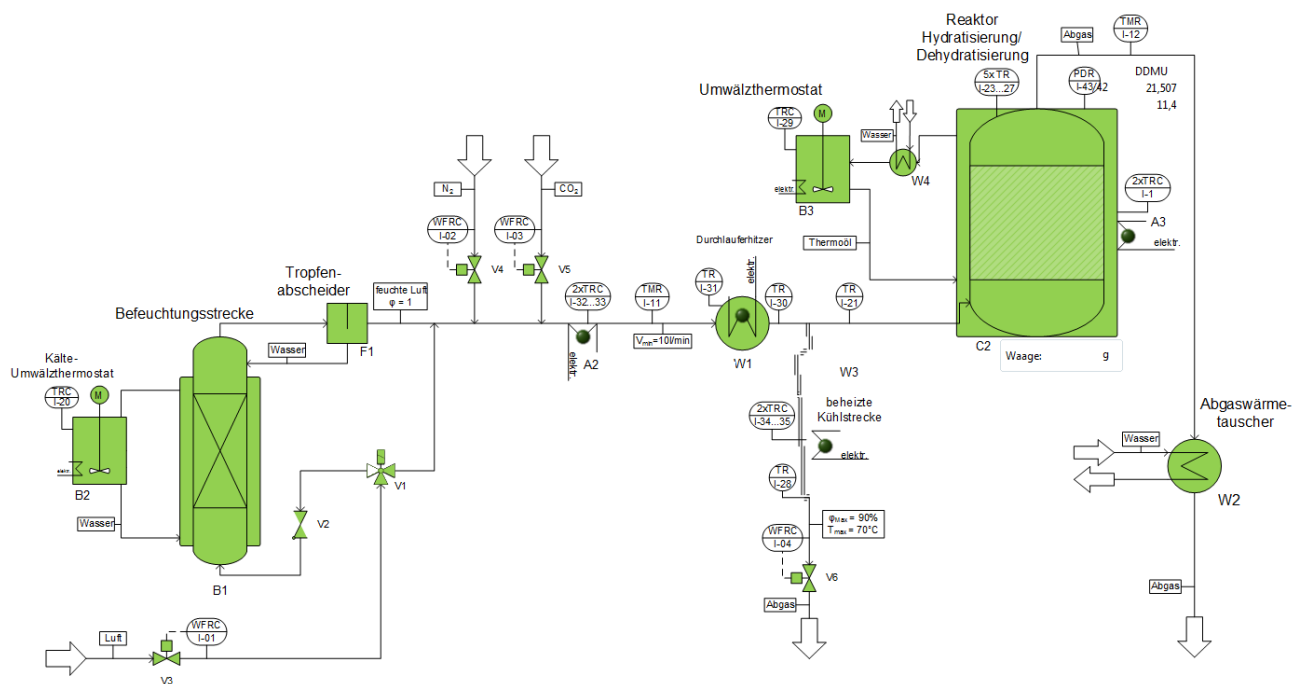 Reaktor
Hydratisierung/
Dehydratisierung
Abgas
TMR
I-12
5x TR
I-23...27
PDR
I-43/42
DDMU
21,507
11,4
Umwälzthermostat
TRC
I-29
M
Wasser
W4
elektr.
B3
Thermoöl
2xTRC
I-1
A3
elektr.
C2
Waage:
g
N₂
CO₂
WFRC
I-02
V4
WFRC
I-03
V5
Tropfen-
abscheider
feuchte Luft
φ = 1
F1
Wasser
Befeuchtungsstrecke
2xTRC
I-32...33
elektr.
A2
TMR
I-11
Vmin=10l/min
Durchlauferhitzer
TR
I-31
elektr.
W1
TR
I-30
TR
I-21
W3
beheizte
Kühlstrecke
2xTRC
I-34...35
elektr.
TR
I-28
φMax = 90%
Tmax = 70°C
WFRC
I-04
V6
Abgas
Kälte-
Umwälzthermostat
TRC
I-20
M
elektr.
B2
Wasser
B1
V1
V2
Luft
WFRC
I-01
V3
Abgaswärme-
tauscher
Wasser
W2
Abgas